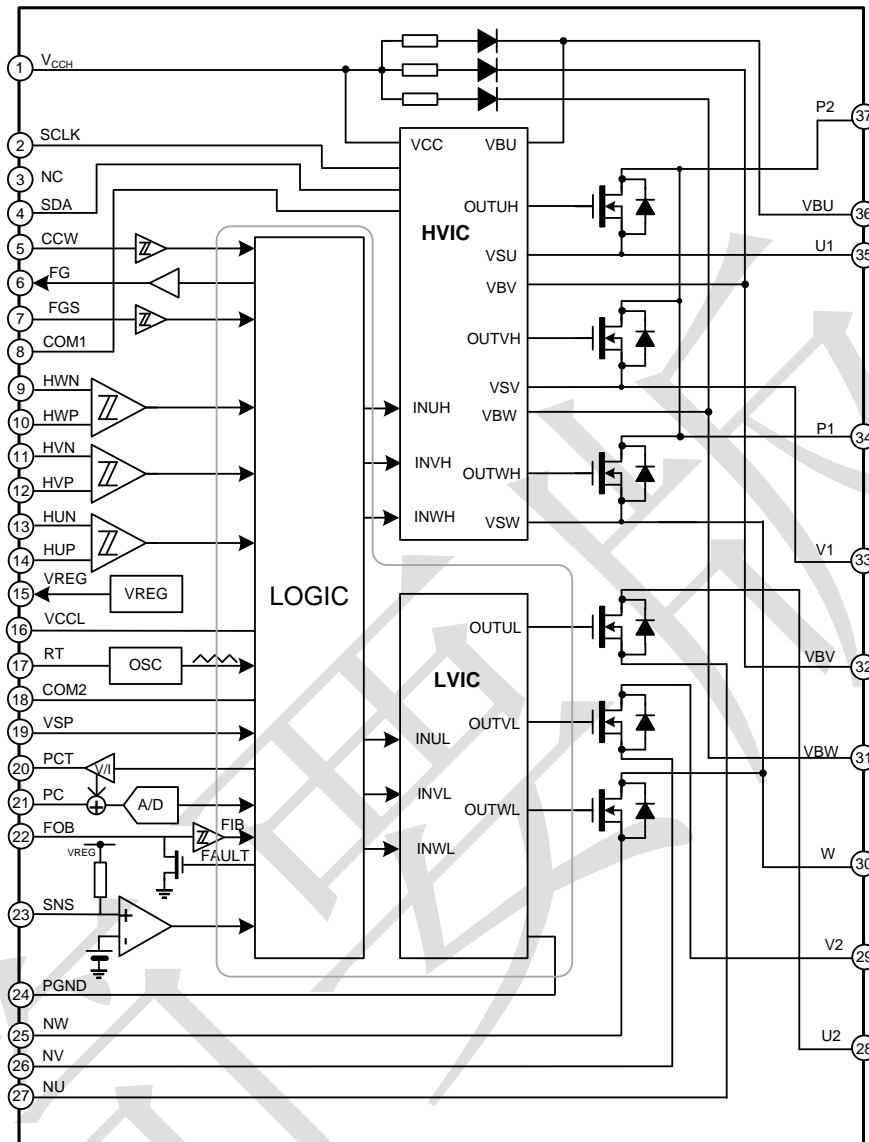 1 VCCH
2 SCLK
3 NC
4 SDA
5 CCW
6 FG
7 FGS
8 COM1
9 HWN
10 HWP
11 HVN
12 HVP
13 HUN
14 HUP
15 VREG
VREG
16 VCCL
17 RT
OSC
18 COM2
19 VSP
20 PCT
V/I
21 PC
A/D
22 FOB
FIB
FAULT
VREG
23 SNS
+
-
24 PGND
25 NW
26 NV
27 NU
LOGIC
VCC VBU
OUTUH
HVIC
VSU
VBV
OUTVH
VSV
VBW
INUH
INVH
OUTWH
INWH
VSW
OUTUL
LVIC
OUTVL
INUL
INVL
OUTWL
INWL
P2 37
VBU 36
U1 35
P1 34
V1 33
VBV 32
VBW 31
W 30
V2 29
U2 28